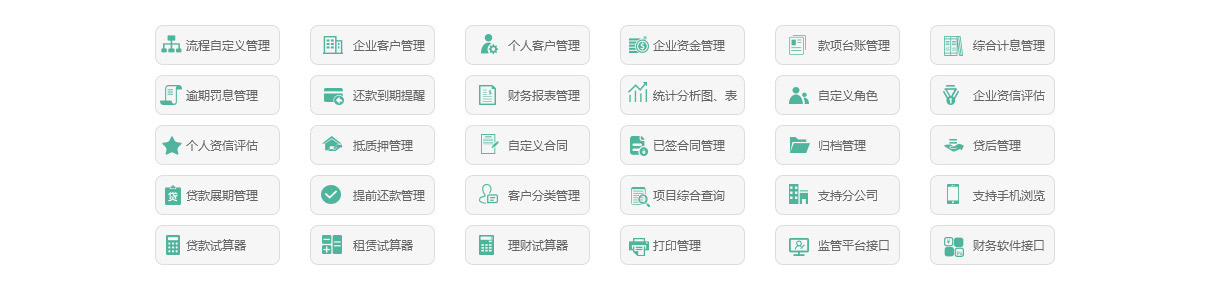 流程自定义管理 企业客户管理 个人客户管理 企业资金管理 款项台账管理 综合计息管理
逾期罚息管理 还款到期提醒 财务报表管理 统计分析图、表 自定义角色 企业资信评估
个人资信评估 抵质押管理 自定义合同 已签合同管理 归档管理 贷后管理
贷 贷款展期管理 提前还款管理 客户分类管理 项目综合查询 支持分公司 支持手机浏览
贷款试算器 租赁试算器 理财试算器 打印管理 监管平台接口 财务软件接口